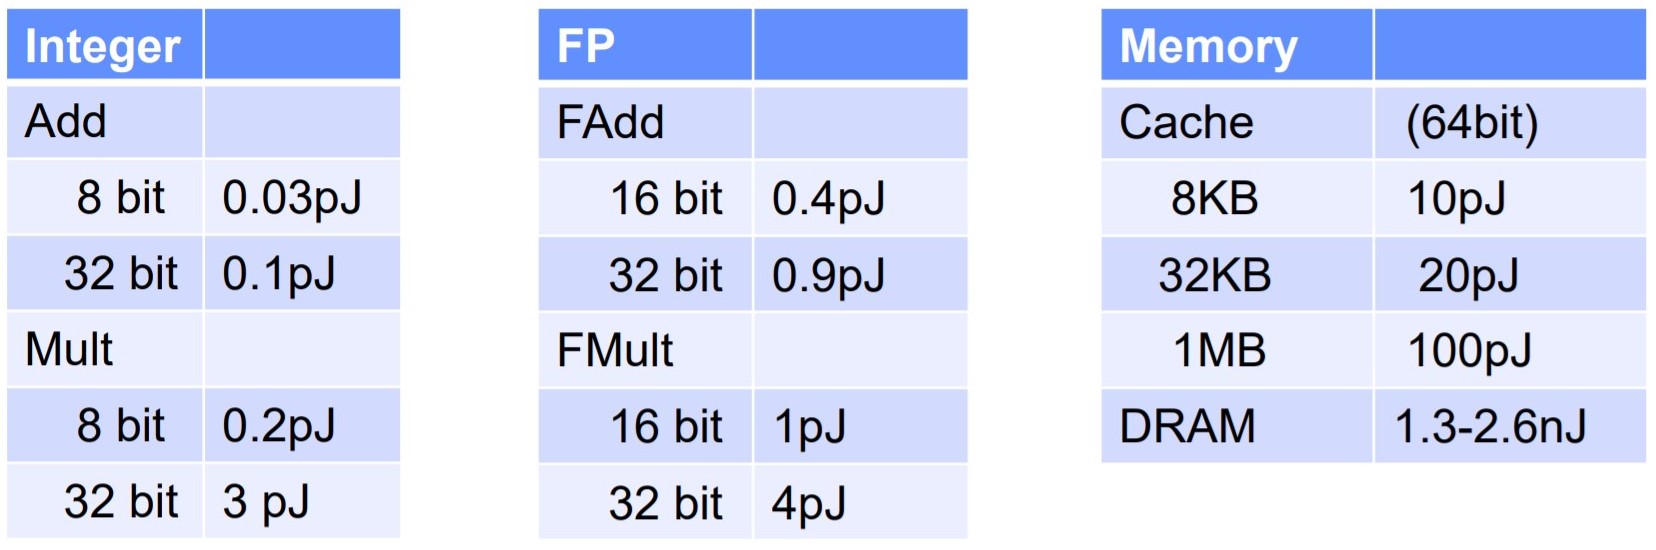 Integer
Add
8 bit 0.03pJ
32 bit 0.1pJ
Mult
8 bit 0.2pJ
32 bit 3 pJ
FP
FAdd
16 bit 0.4pJ
32 bit 0.9pJ
FMult
16 bit 1pJ
32 bit 4pJ
Memory
Cache (64bit)
8KB 10pJ
32KB 20pJ
1MB 100pJ
DRAM 1.3-2.6nJ